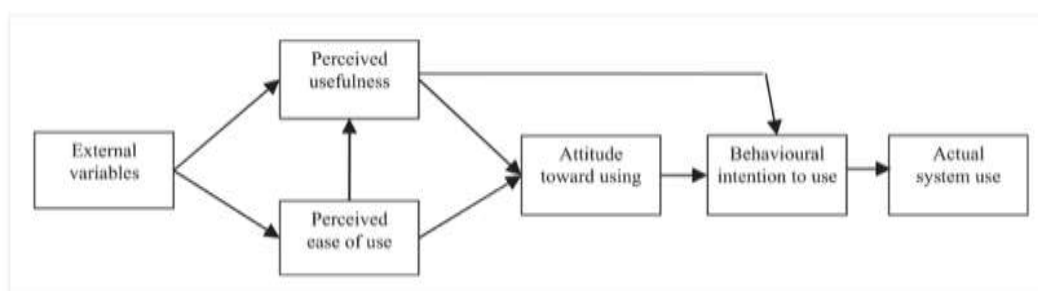 Perceived
usefulness
External
variables
Perceived
ease of use
Attitude
toward using
Behavioural
intention to use
Actual
system use